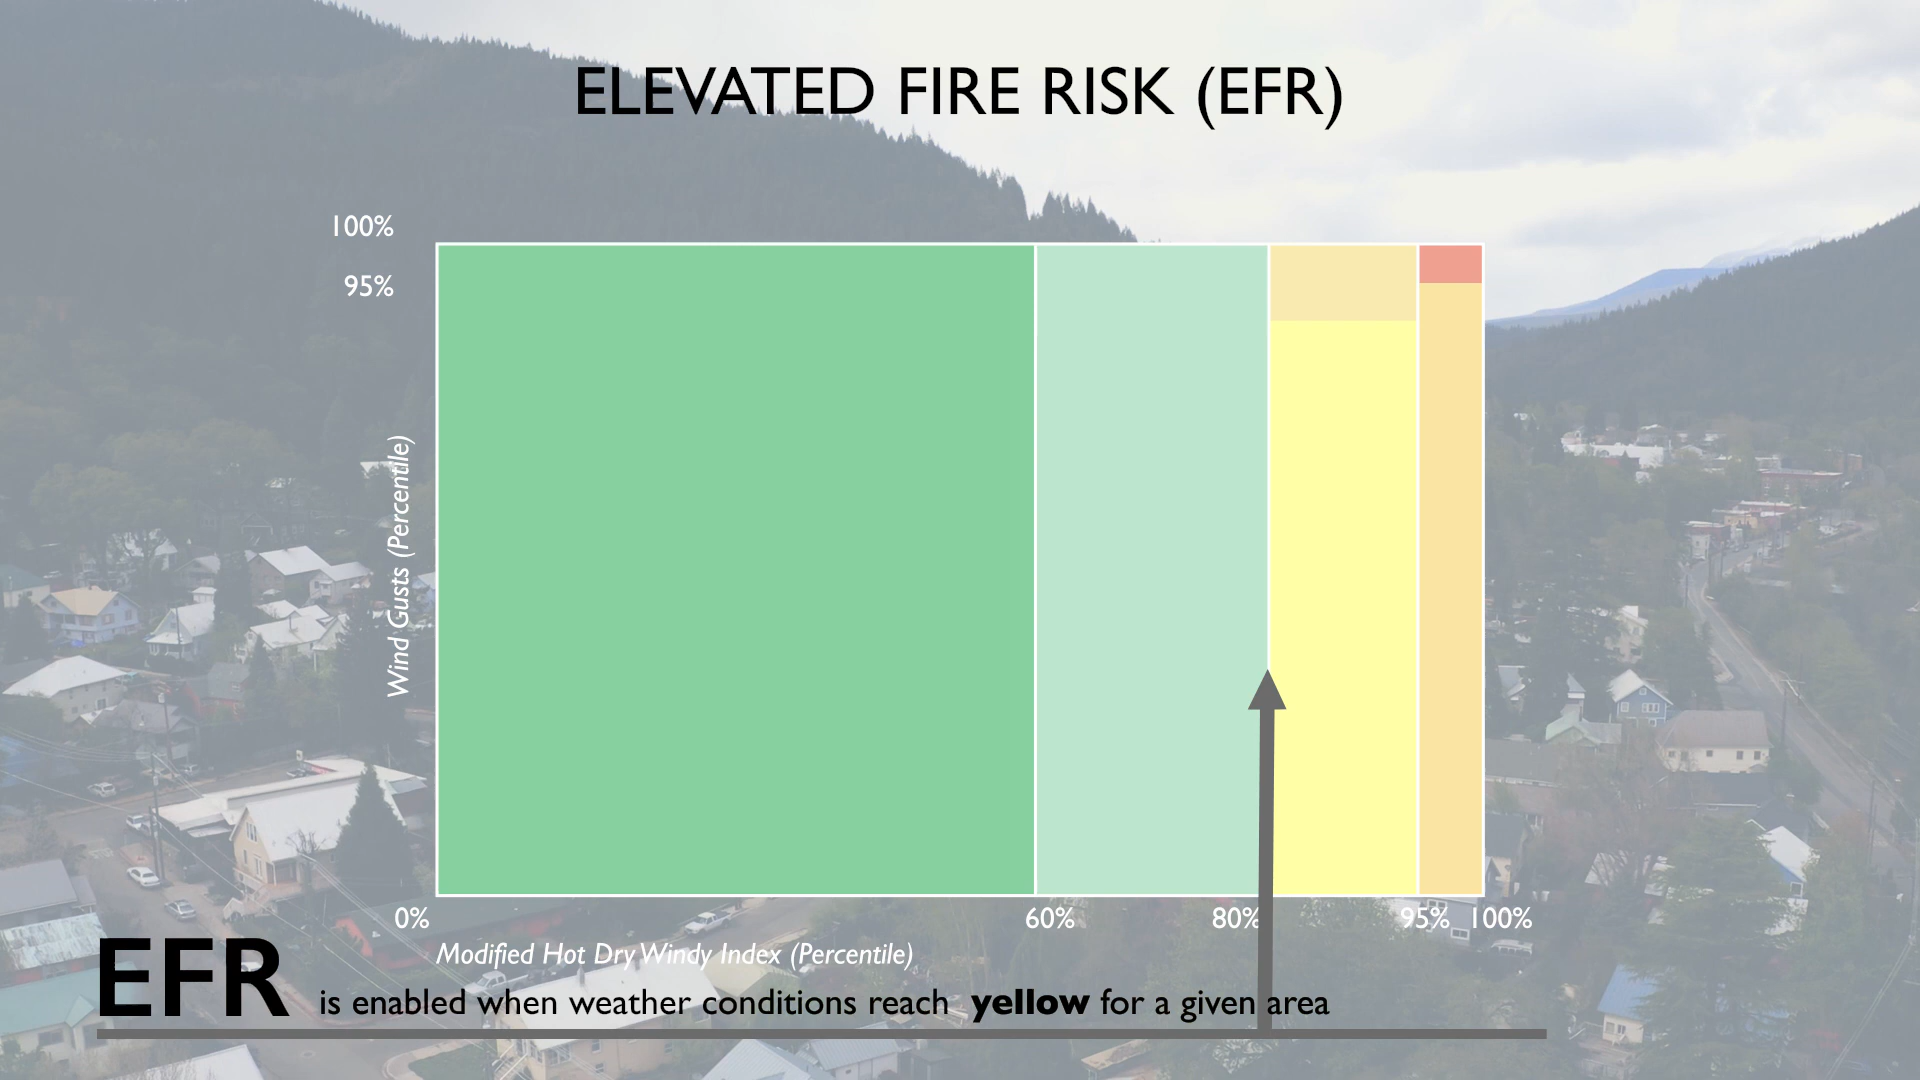 ELEVATED FIRE RISK (EFR)
100%
95%
Wind Gusts (Percentile)
0% 60% 80% 95% 100%
Modified Hot Dry Windy Index (Percentile)
EFR is enabled when weather conditions reach yellow for a given area